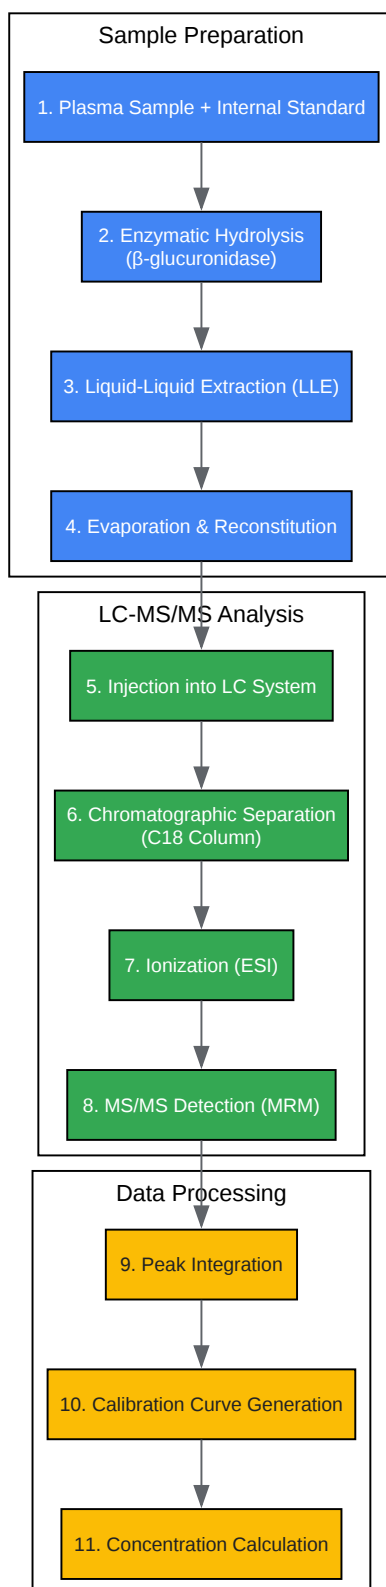 Sample Preparation
1. Plasma Sample + Internal Standard
2. Enzymatic Hydrolysis
(β-glucuronidase)
3. Liquid-Liquid Extraction (LLE)
4. Evaporation & Reconstitution
LC-MS/MS Analysis
5. Injection into LC System
6. Chromatographic Separation
(C18 Column)
7. Ionization (ESI)
8. MS/MS Detection (MRM)
Data Processing
9. Peak Integration
10. Calibration Curve Generation
11. Concentration Calculation